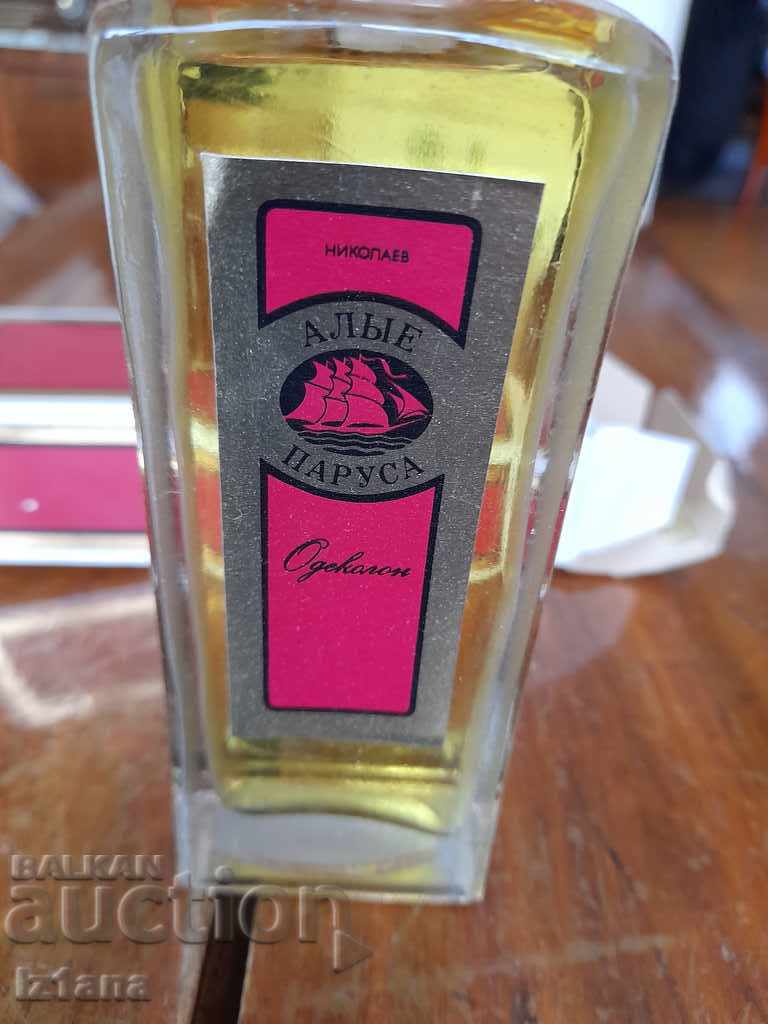 НИКОЛАЕВ
АЛЫЕ
ПАРУСА
Одеколон
BALKAN
auction
Iz1ana